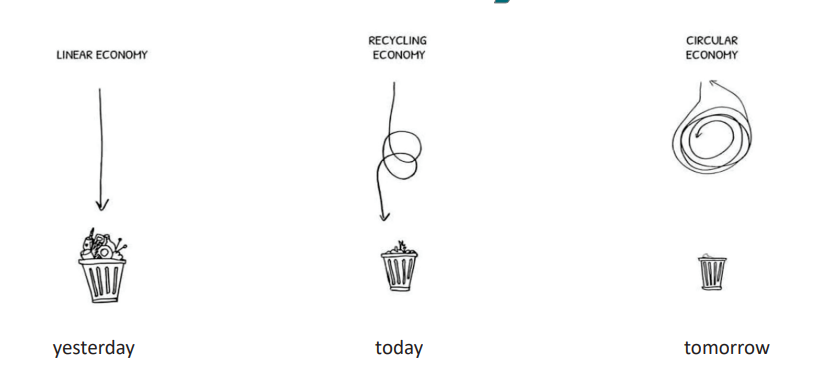 LINEAR ECONOMY
RECYCLING
ECONOMY
CIRCULAR
ECONOMY
yesterday
today
tomorrow